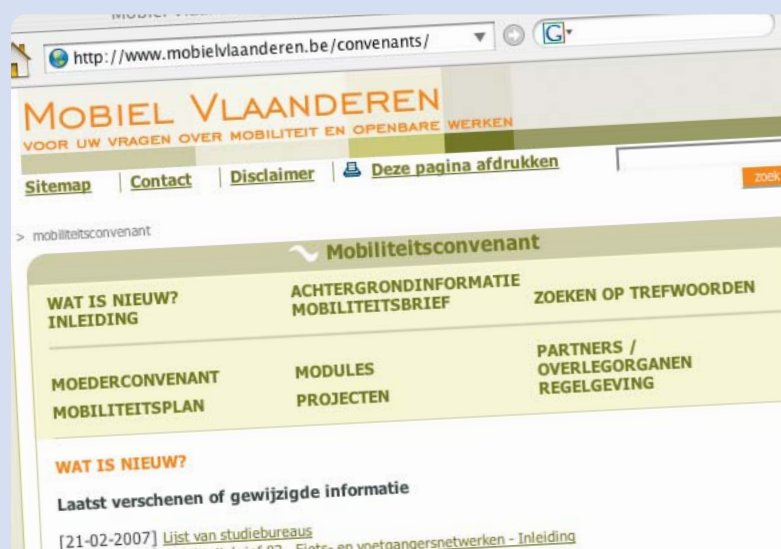 http://www.mobielvlaanderen.be/convenants/
G
MOBIEL VLAANDEREN
VOOR UW VRAGEN OVER MOBILITEIT EN OPENBARE WERKEN
Sitemap | Contact | Disclaimer | Deze pagina afdrukken
zoek
> mobiliteitsconvenant
Mobiliteitsconvenant
WAT IS NIEUW?
INLEIDING
ACHTERGRONDINFORMATIE
MOBILITEITSBRIEF
ZOEKEN OP TREFWOORDEN
MOEDERCONVENANT
MOBILITEITSPLAN
MODULES
PROJECTEN
PARTNERS /
OVERLEGORGANEN
REGELGEVING
WAT IS NIEUW?
Laatst verschenen of gewijzigde informatie
[21-02-2007] Lijst van studiebureaus
Fiets- en voetgangersnetwerken - Inleiding